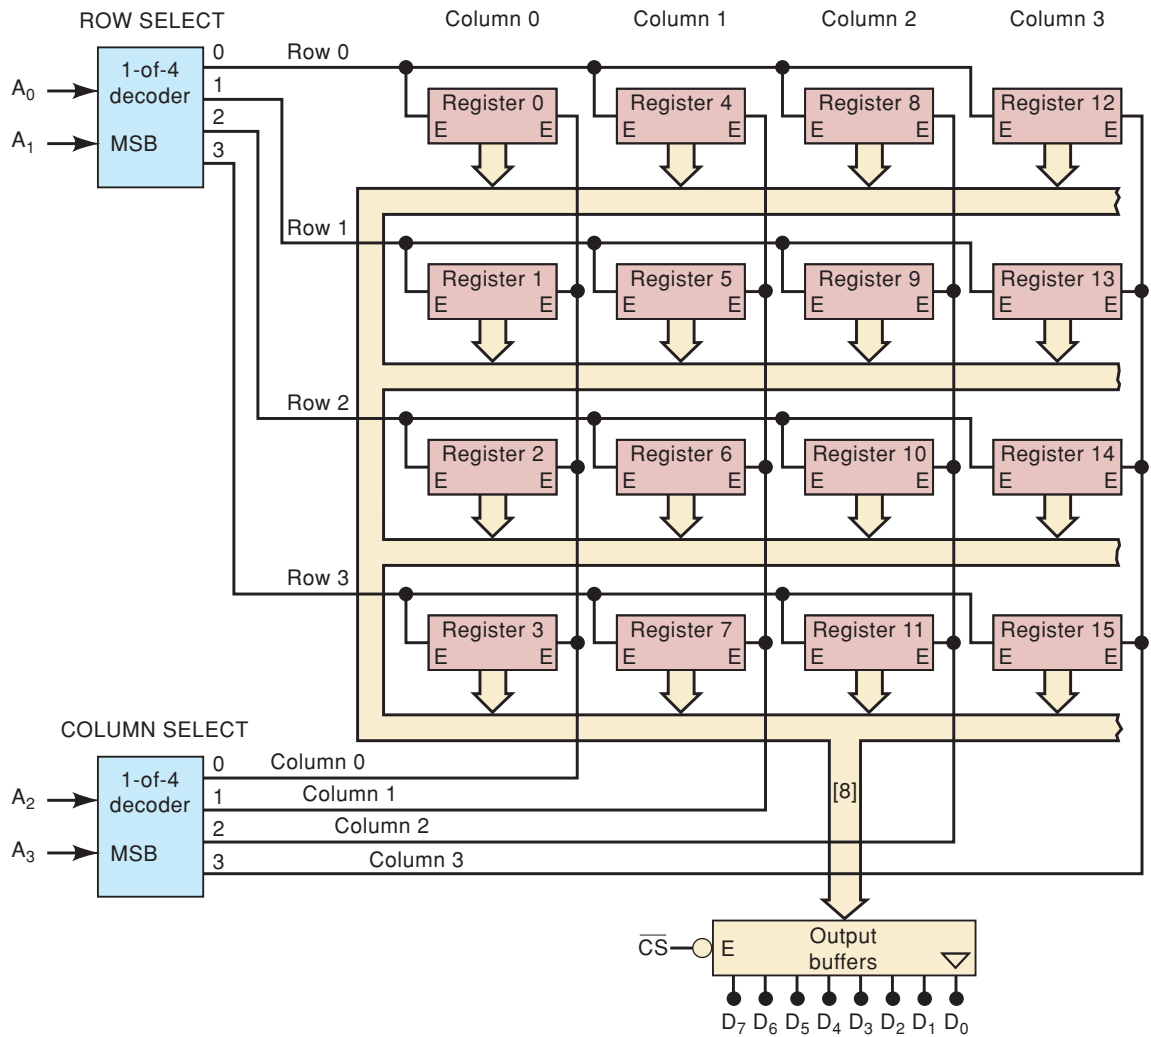 ROW SELECT
Column 0 Column 1 Column 2 Column 3
A0
A1
1-of-4
decoder
MSB
0
1
2
3
Row 0
Register 0
E E
Register 4
E E
Register 8
E E
Register 12
E E
Row 1
Register 1
E E
Register 5
E E
Register 9
E E
Register 13
E E
Row 2
Register 2
E E
Register 6
E E
Register 10
E E
Register 14
E E
Row 3
Register 3
E E
Register 7
E E
Register 11
E E
Register 15
E E
COLUMN SELECT
A2
A3
1-of-4
decoder
MSB
0
1
2
3
Column 0
Column 1
Column 2
Column 3
[8]
C̅S̅
E
Output
buffers
D7 D6 D5 D4 D3 D2 D1 D0